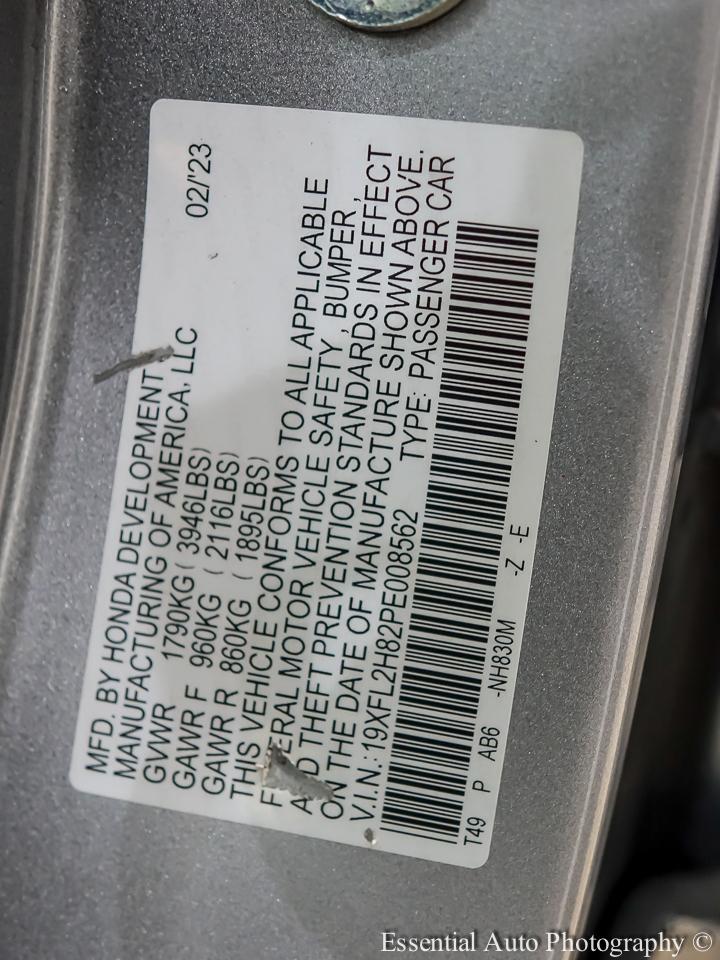 MFD. BY HONDA DEVELOPMENT
MANUFACTURING OF AMERICA, LLC 02/'23
GVWR 1790KG ( 3946LBS)
GAWR F 960KG ( 2116LBS)
GAWR R 860KG ( 1895LBS)
THIS VEHICLE CONFORMS TO ALL APPLICABLE
MOTOR VEHICLE SAFETY, BUMPER,
THEFT PREVENTION STANDARDS IN EFFECT
ON THE DATE OF MANUFACTURE SHOWN ABOVE.
V.I.N.: 19XFL2H82PE008562 TYPE: PASSENGER CAR
T49 P AB6 -NH830M -Z -E
Essential Auto Photography ©